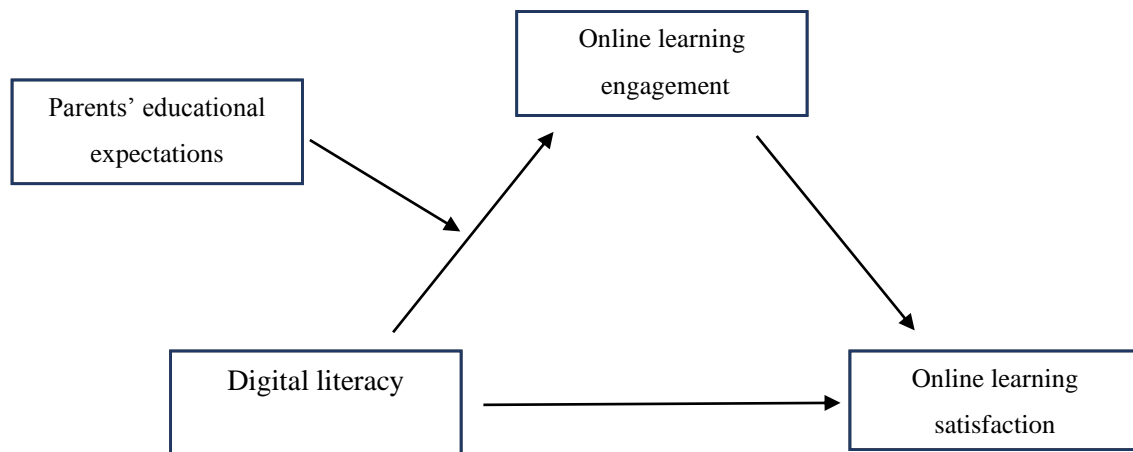 Online learning
engagement
Parents’ educational
expectations
Digital literacy
Online learning
satisfaction